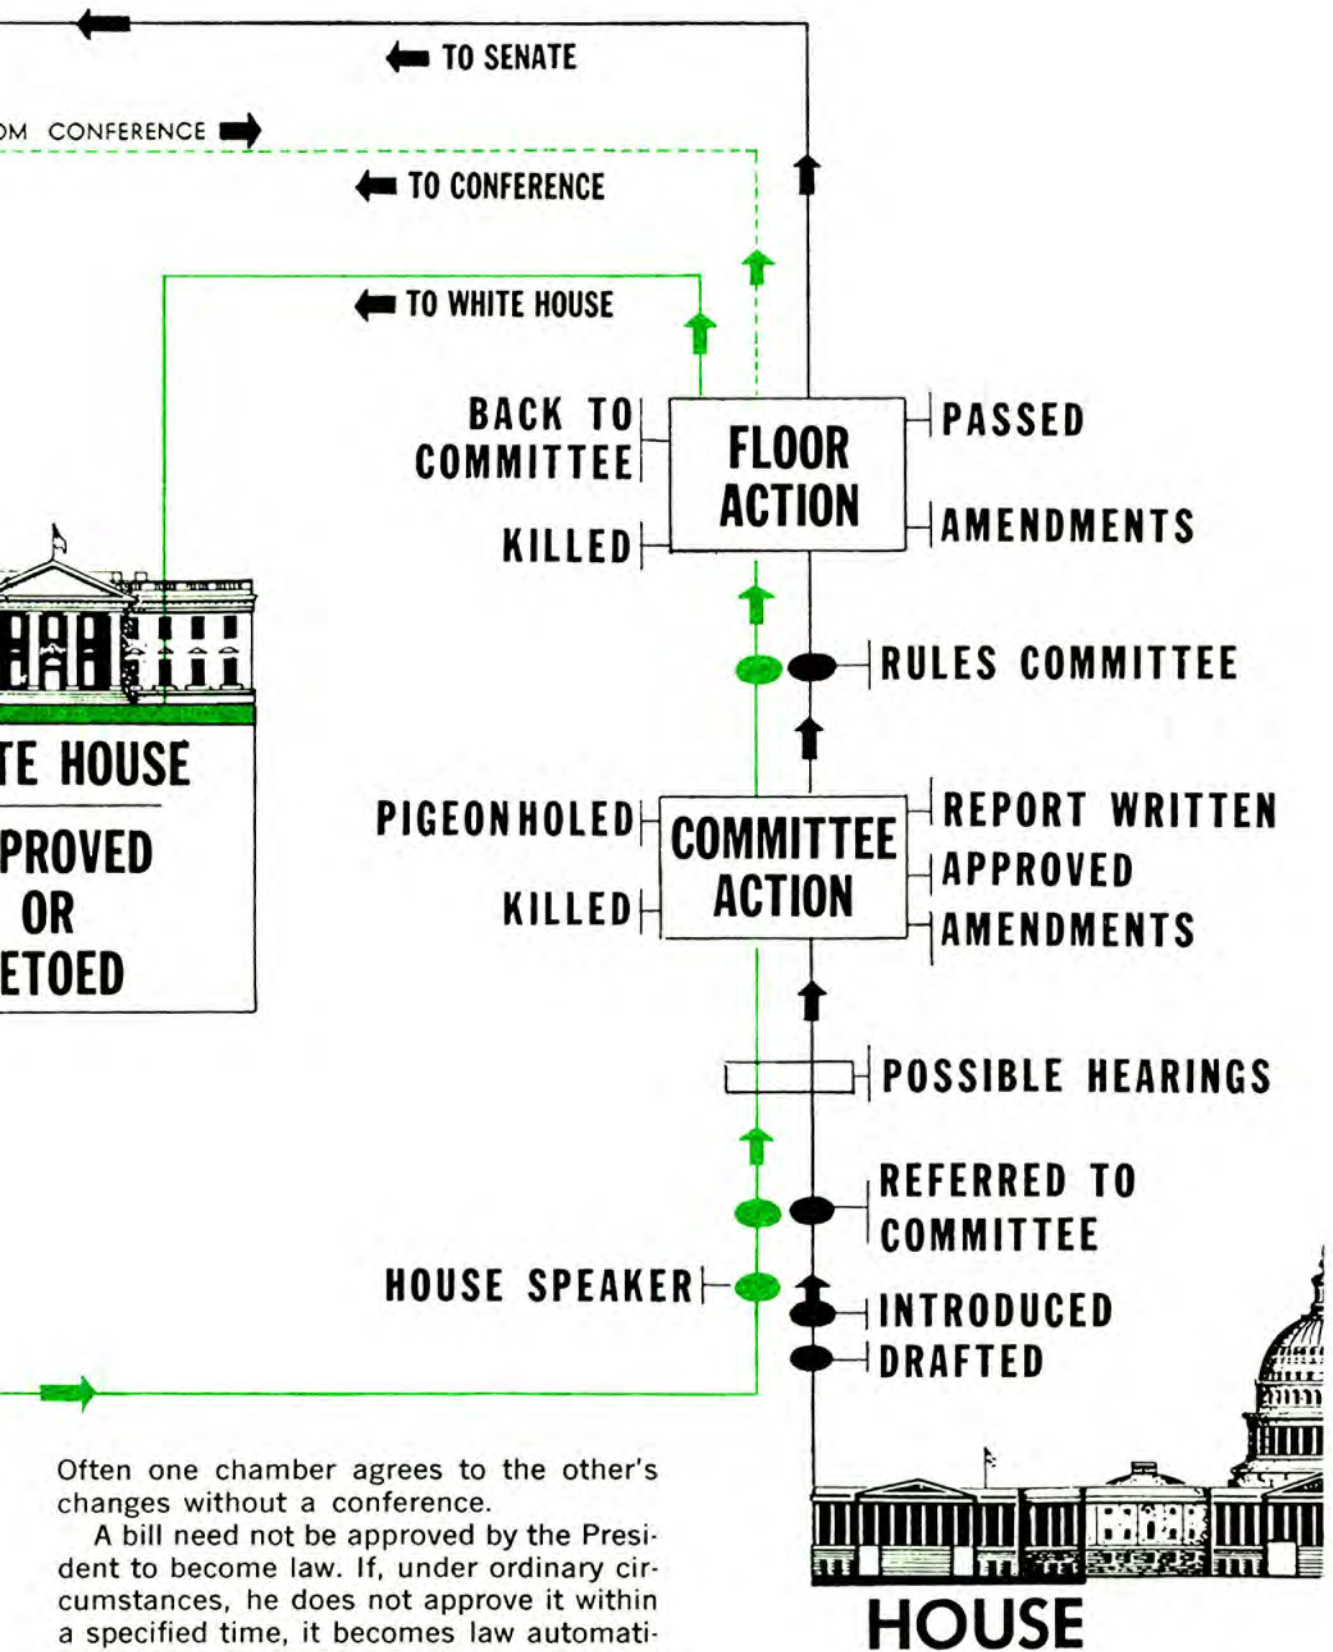 TO SENATE
CONFERENCE
TO CONFERENCE
TO WHITE HOUSE
BACK TO
COMMITTEE
KILLED
FLOOR
ACTION
PASSED
AMENDMENTS
RULES COMMITTEE
HOUSE
OR
PIGEONHOLED
KILLED
COMMITTEE
ACTION
REPORT WRITTEN
APPROVED
AMENDMENTS
POSSIBLE HEARINGS
REFERRED TO
COMMITTEE
HOUSE SPEAKER
INTRODUCED
DRAFTED
Often one chamber agrees to the other's
changes without a conference.
A bill need not be approved by the Presi-
dent to become law. If, under ordinary cir-
cumstances, he does not approve it within
a specified time, it becomes law automati-
HOUSE